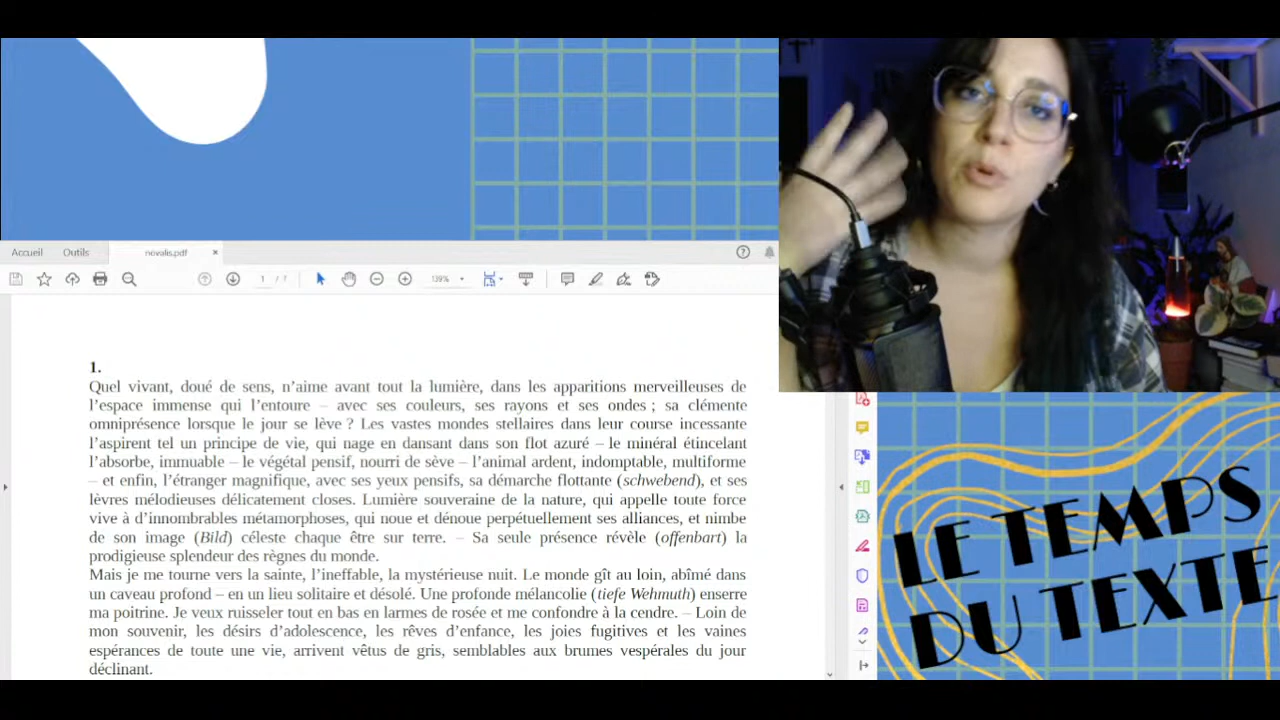 Accueil Outils novalis.pdf
1 / 7 139%
1.
Quel vivant, doué de sens, n’aime avant tout la lumière, dans les apparitions merveilleuses de
l’espace immense qui l’entoure – avec ses couleurs, ses rayons et ses ondes ; sa clémente
omniprésence lorsque le jour se lève ? Les vastes mondes stellaires dans leur course incessante
l’aspirent tel un principe de vie, qui nage en dansant dans son flot azuré – le minéral étincelant
l’absorbe, immuable – le végétal pensif, nourri de sève – l’animal ardent, indomptable, multiforme
– et enfin, l’étranger magnifique, avec ses yeux pensifs, sa démarche flottante (schwebend), et ses
lèvres mélodieuses délicatement closes. Lumière souveraine de la nature, qui appelle toute force
vive à d’innombrables métamorphoses, qui noue et dénoue perpétuellement ses alliances, et nimbe
de son image (Bild) céleste chaque être sur terre. – Sa seule présence révèle (offenbart) la
prodigieuse splendeur des règnes du monde.
Mais je me tourne vers la sainte, l’ineffable, la mystérieuse nuit. Le monde gît au loin, abîmé dans
un caveau profond – en un lieu solitaire et désolé. Une profonde mélancolie (tiefe Wehmuth) enserre
ma poitrine. Je veux ruisseler tout en bas en larmes de rosée et me confondre à la cendre. – Loin de
mon souvenir, les désirs d’adolescence, les rêves d’enfance, les joies fugitives et les vaines
espérances de toute une vie, arrivent vêtus de gris, semblables aux brumes vespérales du jour
déclinant.
LE TEMPS
DU TEXTE